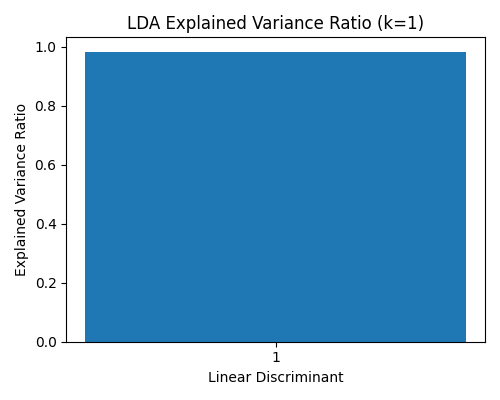 LDA Explained Variance Ratio (k=1)
Explained Variance Ratio
1.0
0.8
0.6
0.4
0.2
0.0
1
Linear Discriminant